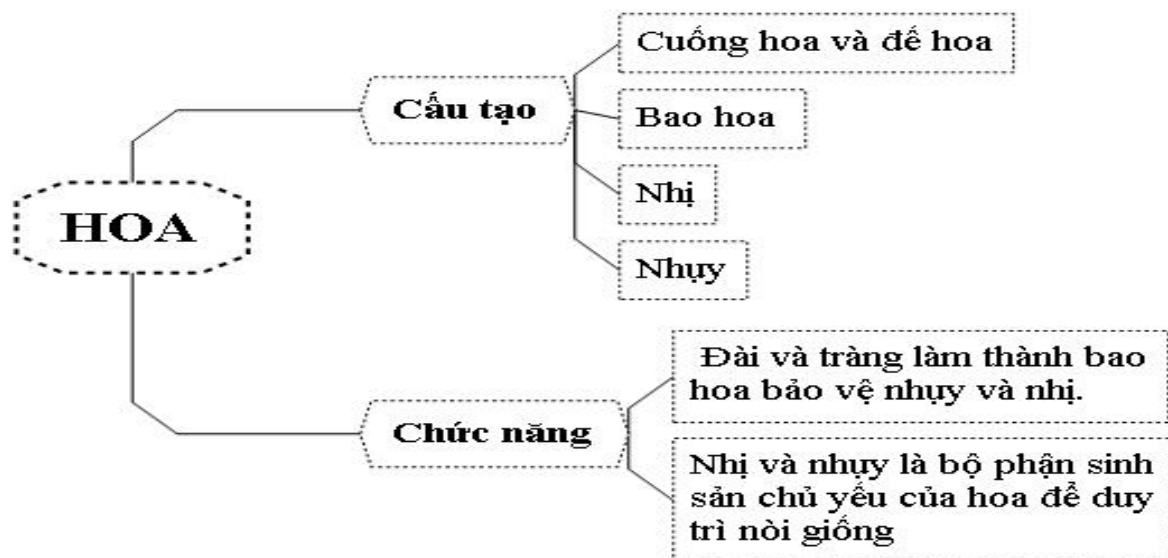 Cuống hoa và đế hoa
Cấu tạo
Bao hoa
Nhị
HOA
Nhụy
Đài và tràng làm thành bao
hoa bảo vệ nhụy và nhị.
Chức năng
Nhị và nhụy là bộ phận sinh
sản chủ yếu của hoa để duy
trì nòi giống